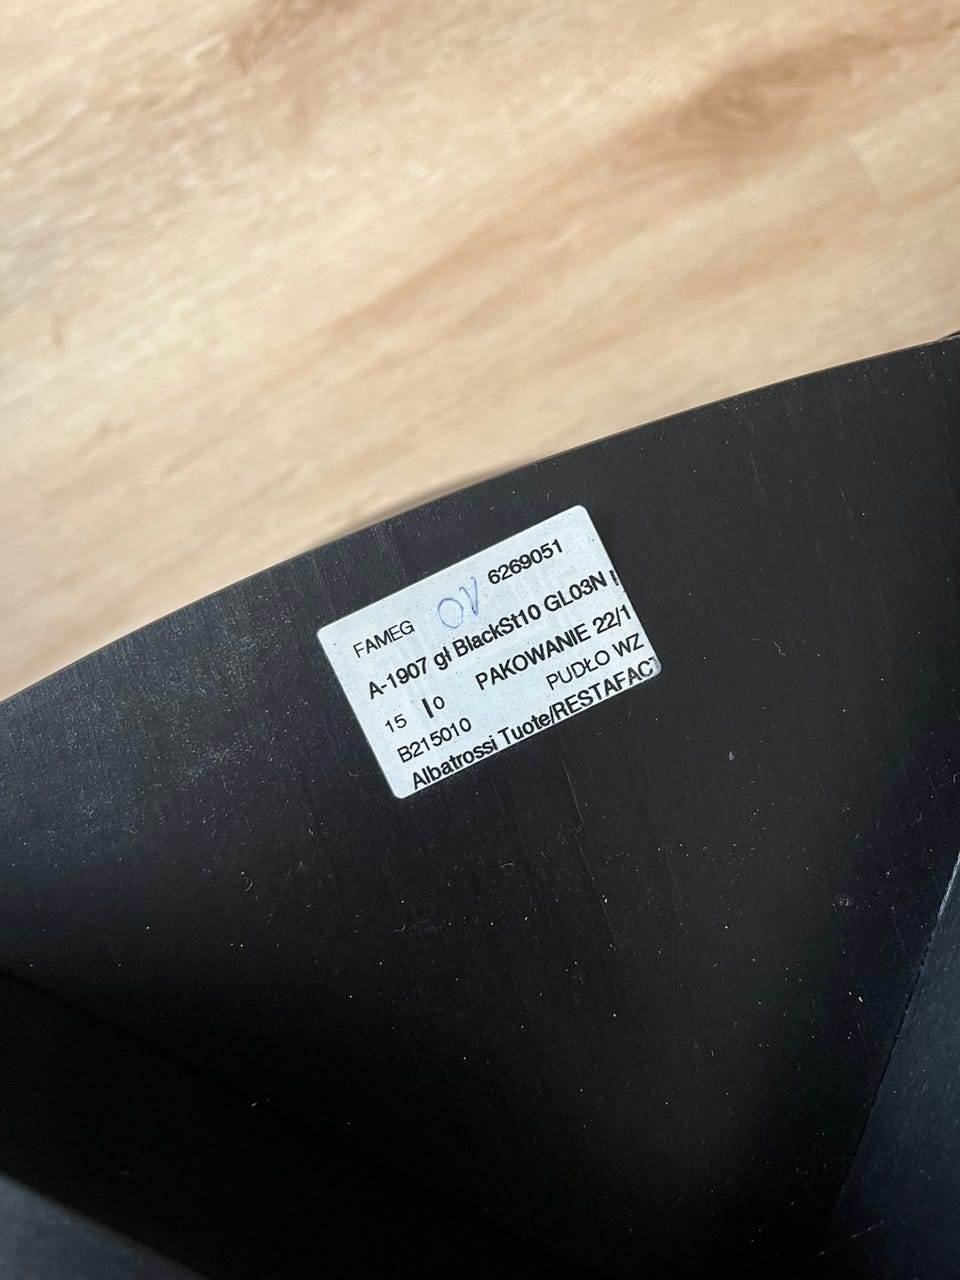 FAMEG OV 6269051
A-1907 gł BlackSt10 GL03N
15 I0 PAKOWANIE 22/1
B215010 PUDŁO WZ
Albatrossi Tuote/RESTAFACT